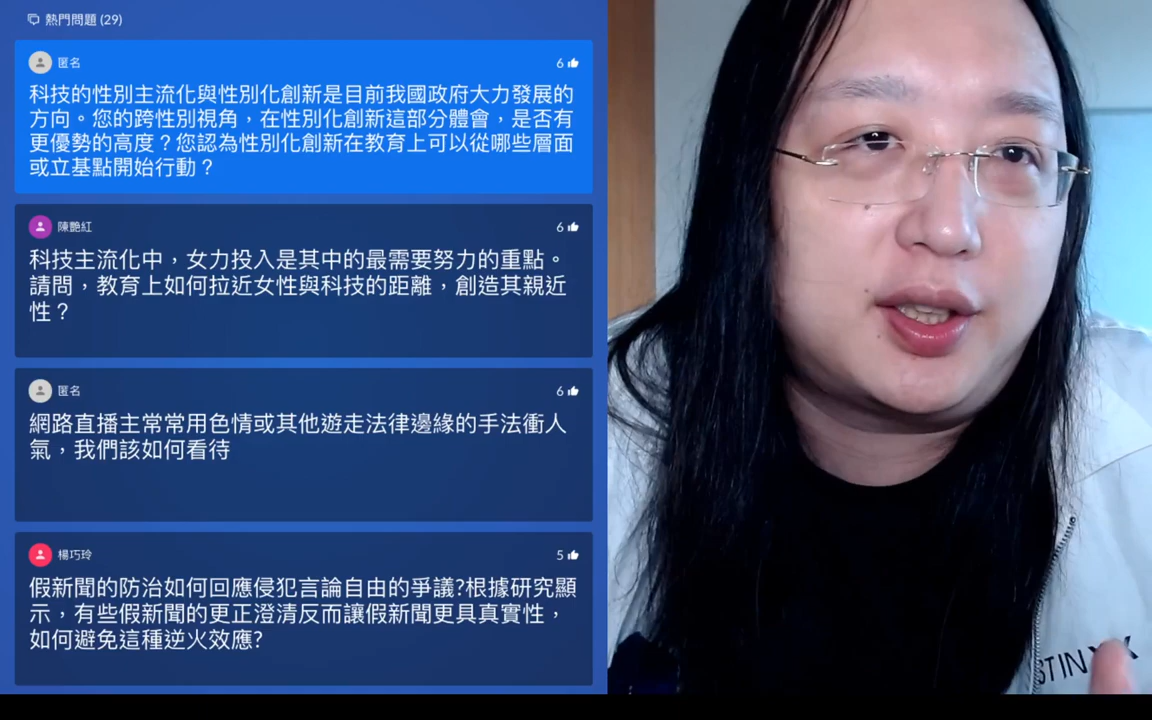 熱門問題 (29)
匿名
6
科技的性別主流化與性別化創新是目前我國政府大力發展的
方向。您的跨性別視角，在性別化創新這部分體會，是否有
更優勢的高度？您認為性別化創新在教育上可以從哪些層面
或立基點開始行動？
陳艷紅
6
科技主流化中，女力投入是其中的最需要努力的重點。
請問，教育上如何拉近女性與科技的距離，創造其親近
性？
匿名
6
網路直播主常常用色情或其他遊走法律邊緣的手法衝人
氣，我們該如何看待
楊巧玲
5
假新聞的防治如何回應侵犯言論自由的爭議?根據研究顯
示，有些假新聞的更正澄清反而讓假新聞更具真實性，
如何避免這種逆火效應?